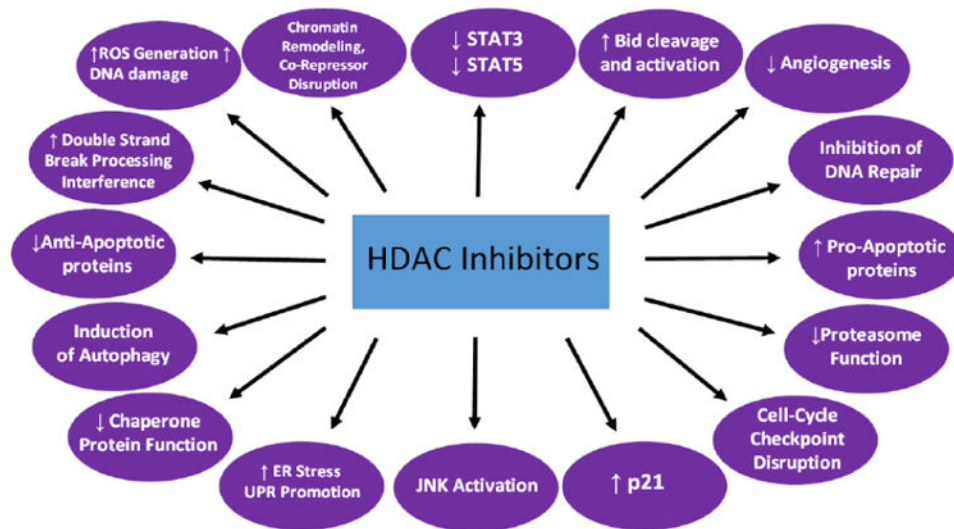 ↑ROS Generation ↑
DNA damage
Chromatin
Remodeling,
Co-Repressor
Disruption
↓ STAT3
↓ STAT5
↑ Bid cleavage
and activation
↓ Angiogenesis
↑ Double Strand
Break Processing
Interference
Inhibition of
DNA Repair
↓Anti-Apoptotic
proteins
HDAC Inhibitors
↑ Pro-Apoptotic
proteins
Induction
of Autophagy
↓Proteasome
Function
↓ Chaperone
Protein Function
Cell-Cycle
Checkpoint
Disruption
↑ ER Stress
UPR Promotion
JNK Activation
↑ p21